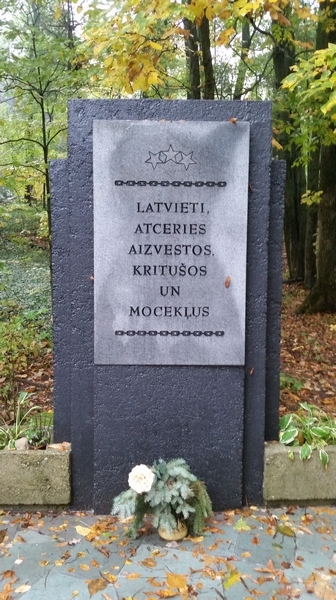 LATVIETI,
ATCERIES
AIZVESTOS,
KRITUŠOS
UN
MOCEKĻUS